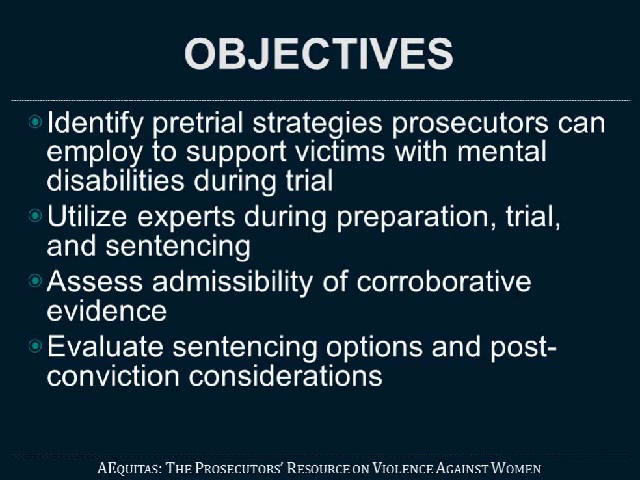 OBJECTIVES
Identify pretrial strategies prosecutors can
employ to support victims with mental
disabilities during trial
Utilize experts during preparation, trial,
and sentencing
Assess admissibility of corroborative
evidence
Evaluate sentencing options and post-
conviction considerations
AEQUITAS: THE PROSECUTORS' RESOURCE ON VIOLENCE AGAINST WOMEN